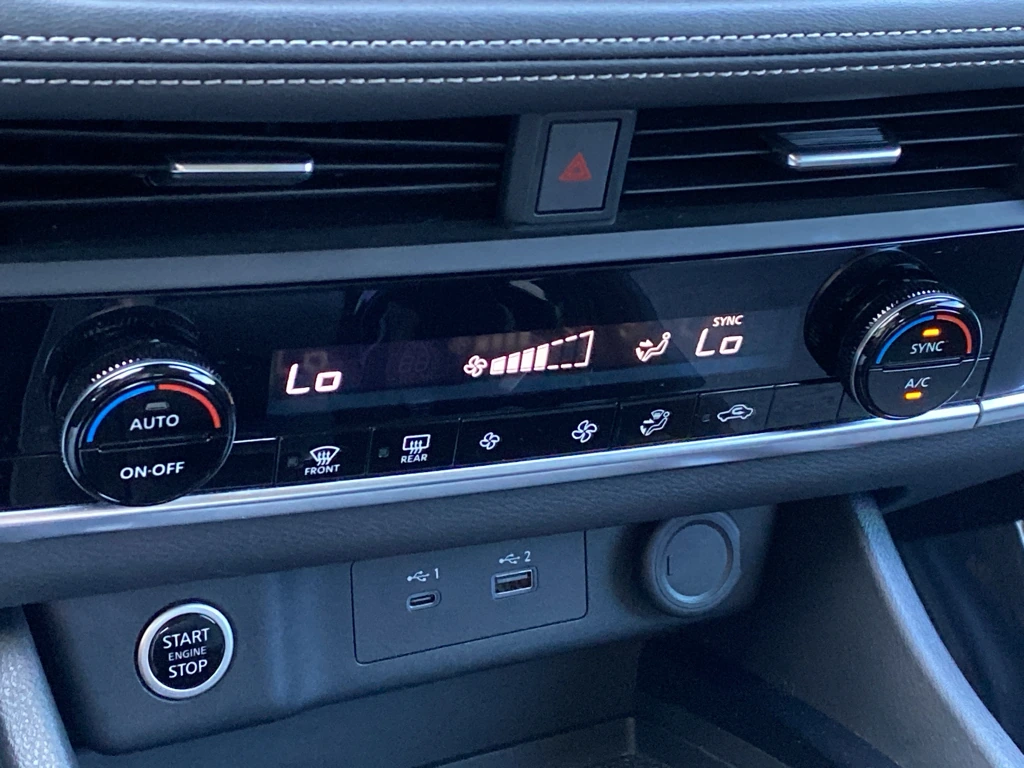 SYNC
Lo
Lo
SYNC
AUTO
A/C
ON·OFF
FRONT
REAR
1
2
START
ENGINE
STOP